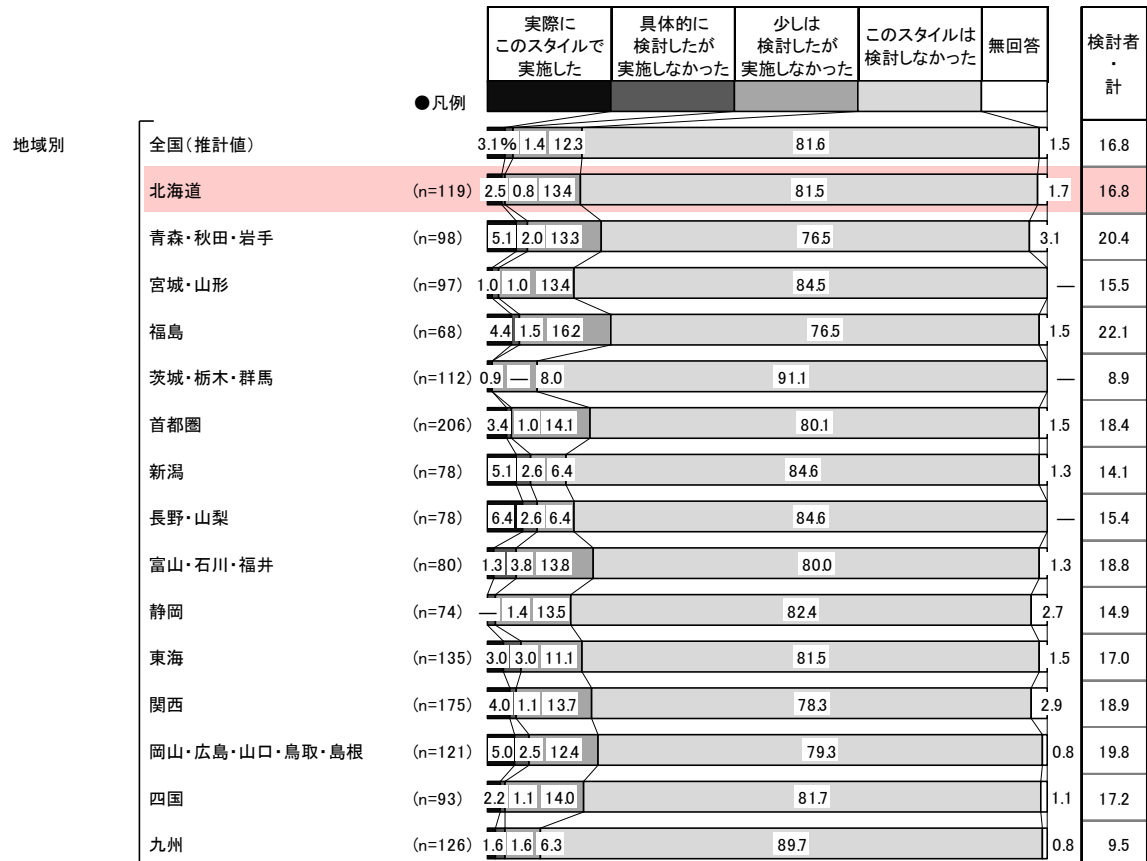 実際に
このスタイルで
実施した
具体的に
検討したが
実施しなかった
少しは
検討したが
実施しなかった
このスタイルは
検討しなかった
無回答
検討者
・
計
●凡例
地域別
全国(推計値) 3.1% 1.4 12.3 81.6 1.5 16.8
北海道 (n=119) 2.5 0.8 13.4 81.5 1.7 16.8
青森・秋田・岩手 (n=98) 5.1 2.0 13.3 76.5 3.1 20.4
宮城・山形 (n=97) 1.0 1.0 13.4 84.5 — 15.5
福島 (n=68) 4.4 1.5 16.2 76.5 1.5 22.1
茨城・栃木・群馬 (n=112) 0.9 — 8.0 91.1 — 8.9
首都圏 (n=206) 3.4 1.0 14.1 80.1 1.5 18.4
新潟 (n=78) 5.1 2.6 6.4 84.6 1.3 14.1
長野・山梨 (n=78) 6.4 2.6 6.4 84.6 — 15.4
富山・石川・福井 (n=80) 1.3 3.8 13.8 80.0 1.3 18.8
静岡 (n=74) — 1.4 13.5 82.4 2.7 14.9
東海 (n=135) 3.0 3.0 11.1 81.5 1.5 17.0
関西 (n=175) 4.0 1.1 13.7 78.3 2.9 18.9
岡山・広島・山口・鳥取・島根 (n=121) 5.0 2.5 12.4 79.3 0.8 19.8
四国 (n=93) 2.2 1.1 14.0 81.7 1.1 17.2
九州 (n=126) 1.6 1.6 6.3 89.7 0.8 9.5